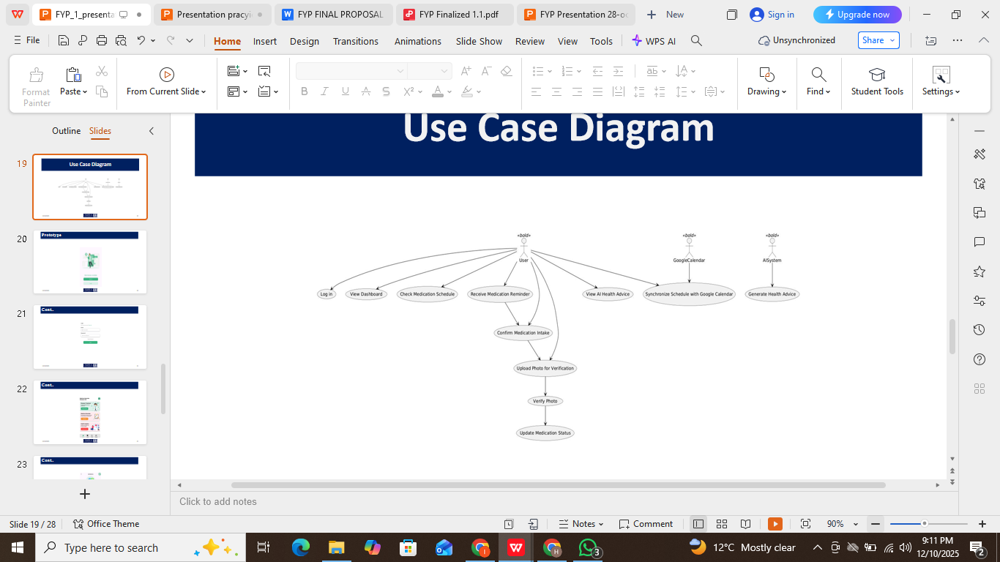 FYP_1_presenta
Presentation pracyi
FYP FINAL PROPOSAL
FYP Finalized 1.1.pdf
FYP Presentation 28-o
New
Sign in
Upgrade now
File
Home
Insert
Design
Transitions
Animations
Slide Show
Review
View
Tools
WPS AI
Unsynchronized
Share
Format
Painter
Paste
From Current Slide
Drawing
Find
Student Tools
Settings
Outline
Slides
19
Use Case Diagram
20
Prototype
21
Cont..
22
Cont..
23
Cont..
Use Case Diagram
«bold»
User
«bold»
GoogleCalendar
«bold»
AISystem
Log in
View Dashboard
Check Medication Schedule
Receive Medication Reminder
View AI Health Advice
Synchronize Schedule with Google Calendar
Generate Health Advice
Confirm Medication Intake
Upload Photo for Verification
Verify Photo
Update Medication Status
Click to add notes
Slide 19 / 28
Office Theme
Notes
Comment
90%
Type here to search
3
12°C Mostly clear
9:11 PM
12/10/2025
2